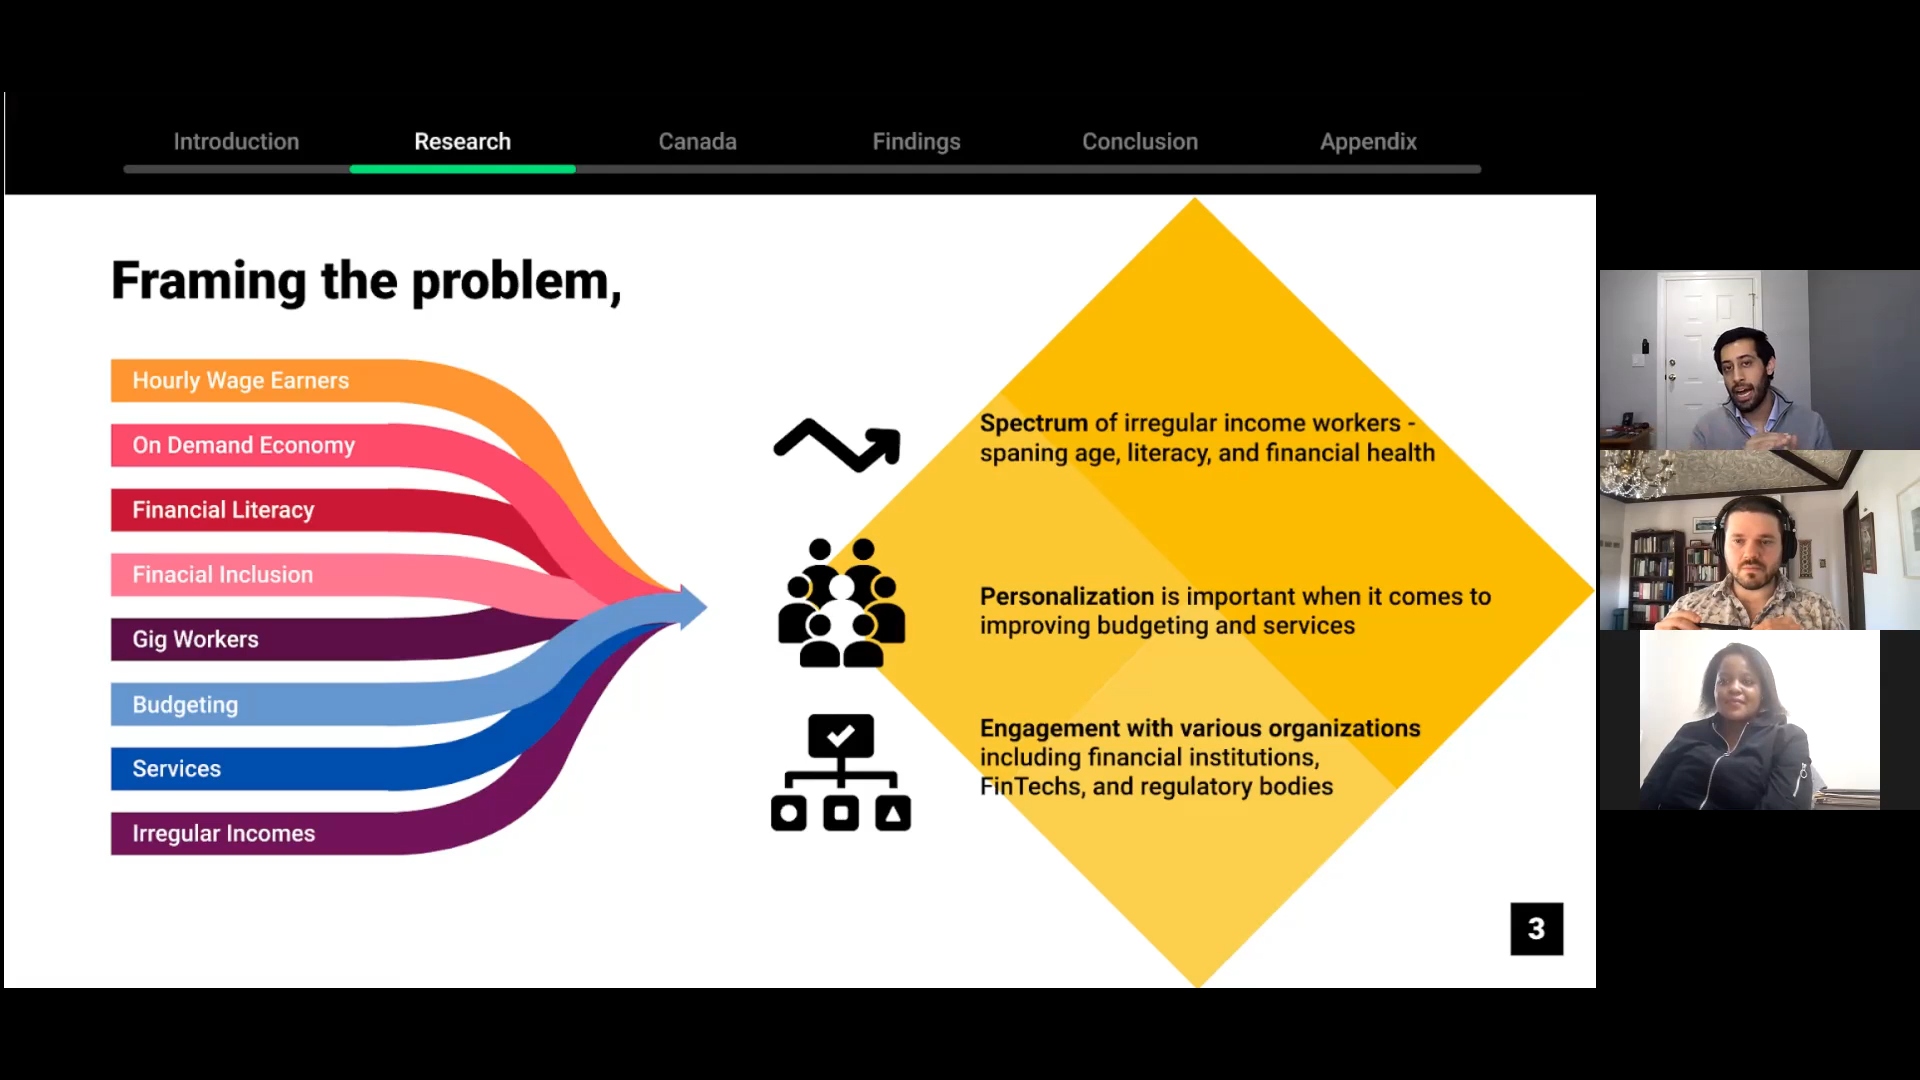 Introduction
Research
Canada
Findings
Conclusion
Appendix
Framing the problem,
Hourly Wage Earners
On Demand Economy
Financial Literacy
Finacial Inclusion
Gig Workers
Budgeting
Services
Irregular Incomes
Spectrum of irregular income workers -
spaning age, literacy, and financial health
Personalization is important when it comes to
improving budgeting and services
Engagement with various organizations
including financial institutions,
FinTechs, and regulatory bodies
3